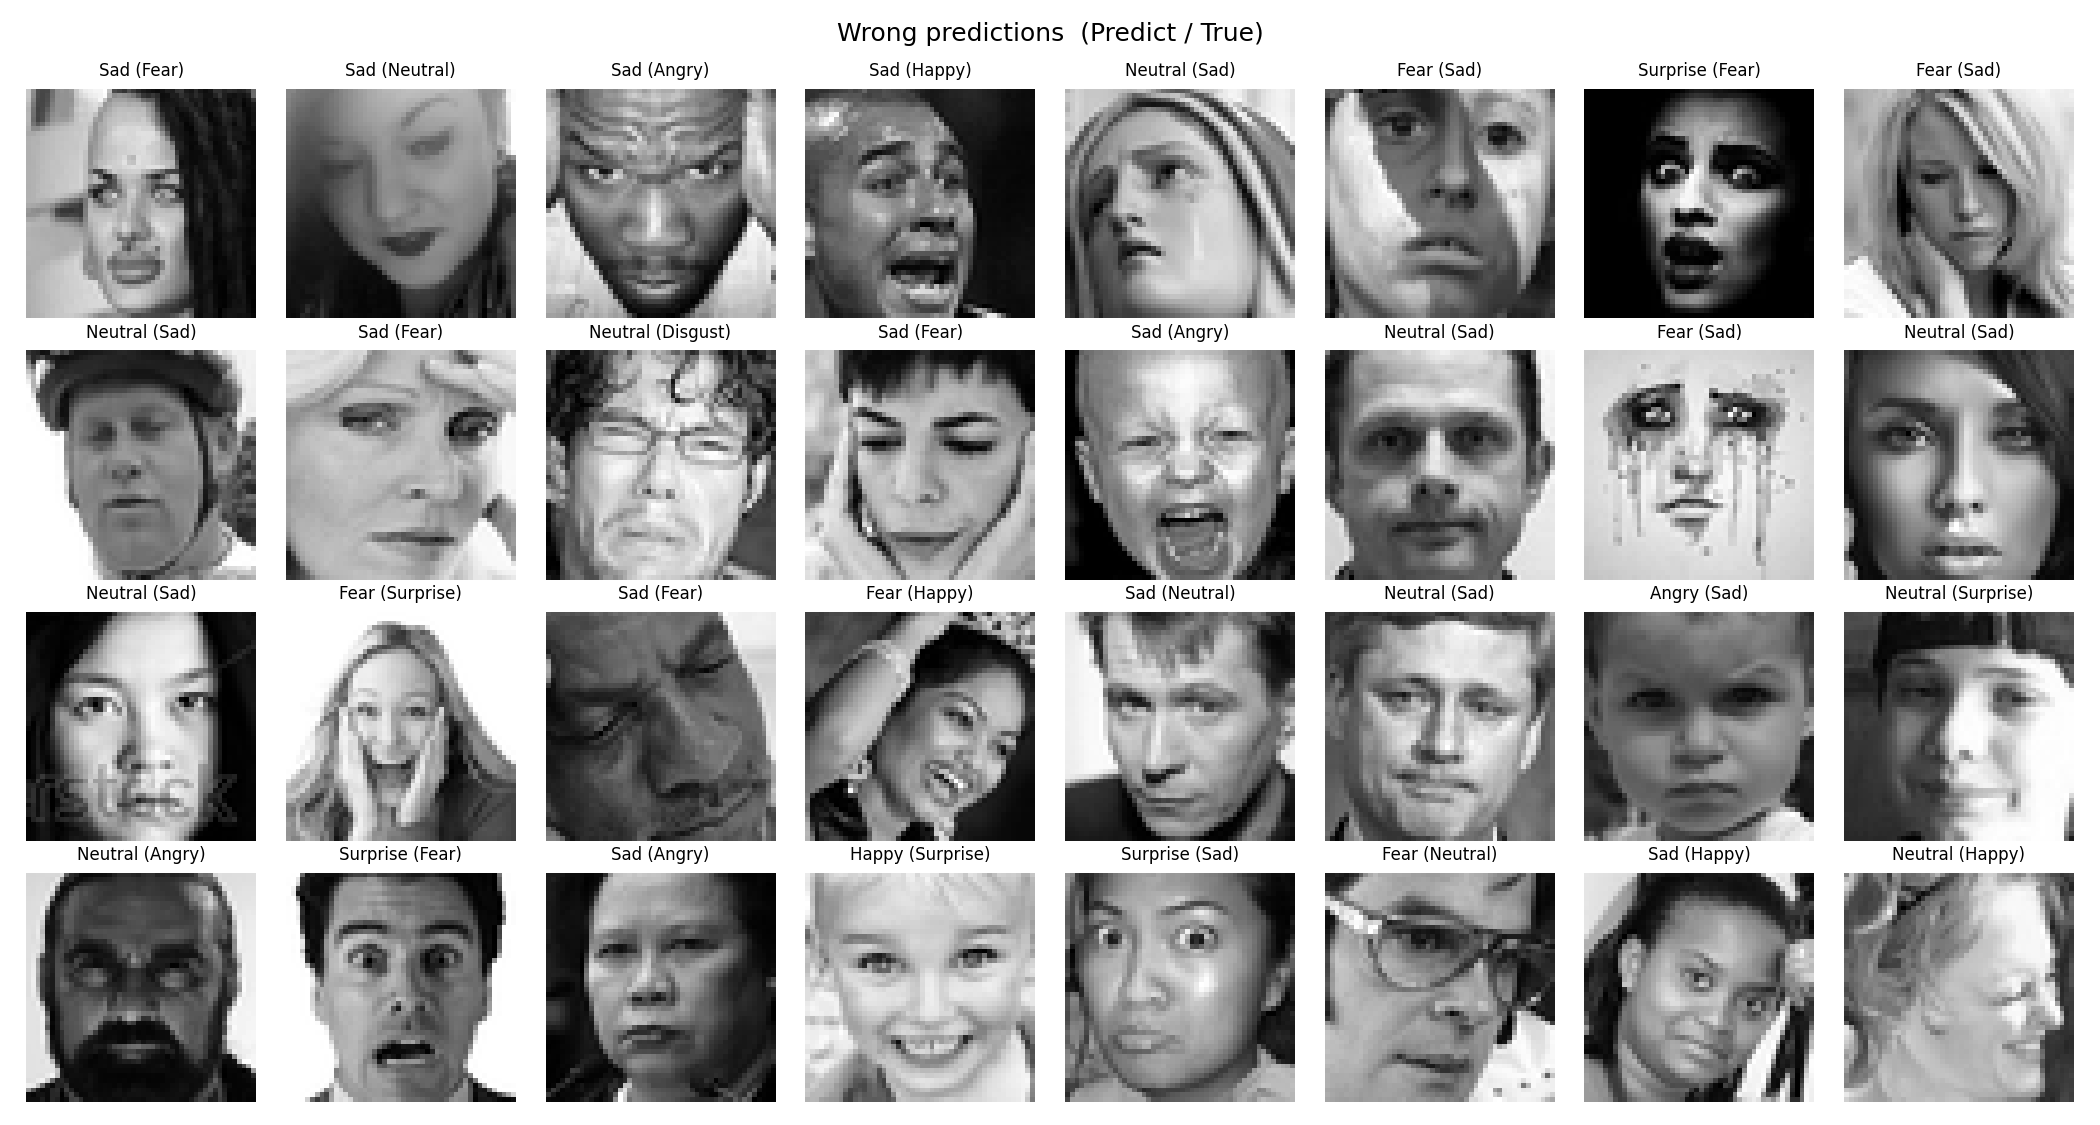 Wrong predictions  (Predict / True)
Sad (Fear)
Sad (Neutral)
Sad (Angry)
Sad (Happy)
Neutral (Sad)
Fear (Sad)
Surprise (Fear)
Fear (Sad)
Neutral (Sad)
Sad (Fear)
Neutral (Disgust)
Sad (Fear)
Sad (Angry)
Neutral (Sad)
Fear (Sad)
Neutral (Sad)
Neutral (Sad)
Fear (Surprise)
Sad (Fear)
Fear (Happy)
Sad (Neutral)
Neutral (Sad)
Angry (Sad)
Neutral (Surprise)
rstock
Neutral (Angry)
Surprise (Fear)
Sad (Angry)
Happy (Surprise)
Surprise (Sad)
Fear (Neutral)
Sad (Happy)
Neutral (Happy)